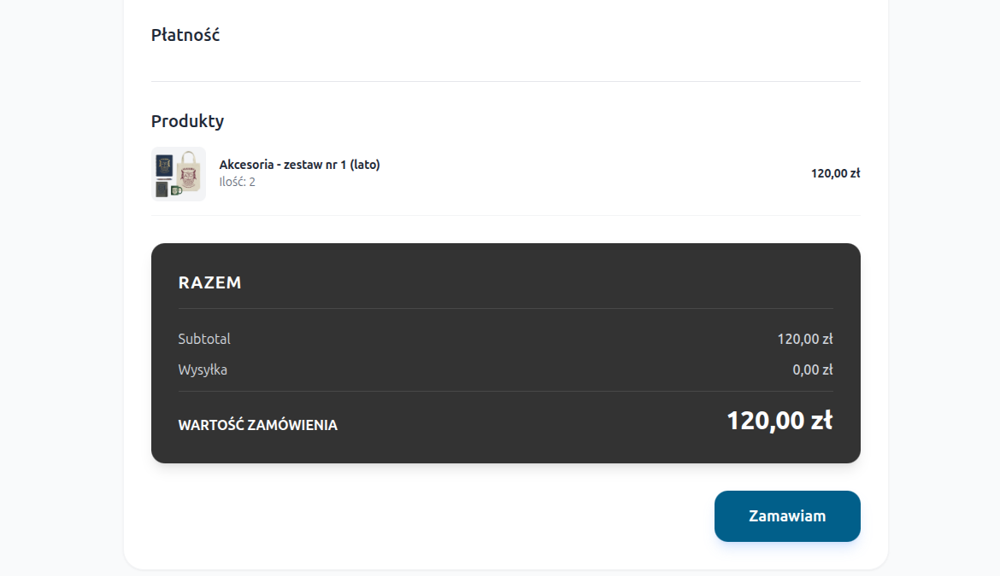 Płatność
Produkty
Akcesoria - zestaw nr 1 (lato)
Ilość: 2
120,00 zł
RAZEM
Subtotal 120,00 zł
Wysyłka 0,00 zł
WARTOŚĆ ZAMÓWIENIA 120,00 zł
Zamawiam